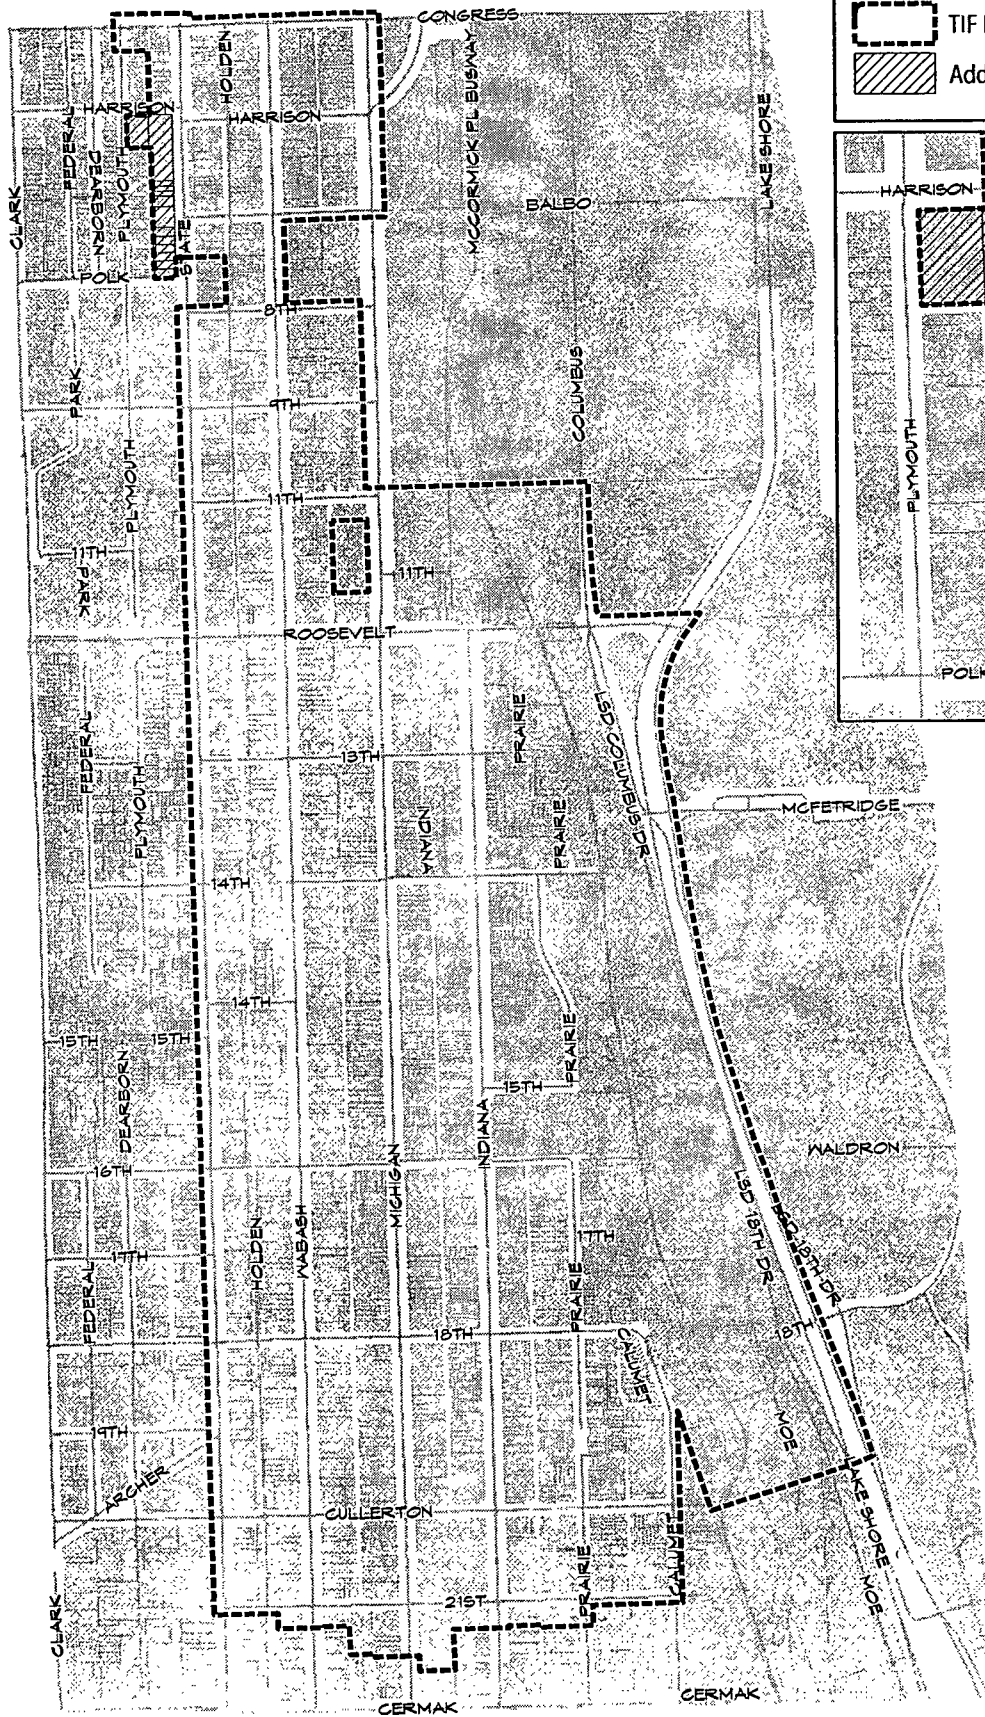 CONGRESS
TIF
HOLDEN
MCCORMICK PL BUSWAY
LAKE SHORE
HARRISON
HARRISON
FEDERAL
DEARBORN
PLYMOUTH
CLARK
STATE
BALBO
POLK
8TH
HARRISON
PLYMOUTH
POLK
COLUMBUS
PARK
9TH
PLYMOUTH
11TH
11TH
11TH
PARK
ROOSEVELT
FEDERAL
PLYMOUTH
13TH
PRAIRIE
LSD COLUMBUS DR
MCFETRIDGE
INDIANA
PRAIRIE
14TH
14TH
15TH
15TH
PRAIRIE
15TH
DEARBORN
INDIANA
MICHIGAN
WALDRON
16TH
HOLDEN
WABASH
17TH
17TH
LSD 18TH DR
LSD 18TH DR
FEDERAL
PRAIRIE
18TH
18TH
CALUMET
19TH
ARCHER
MOE
CULLERTON
LAKE SHORE
MOE
CALUMET
PRAIRIE
21ST
CLARK
CERMAK
CERMAK